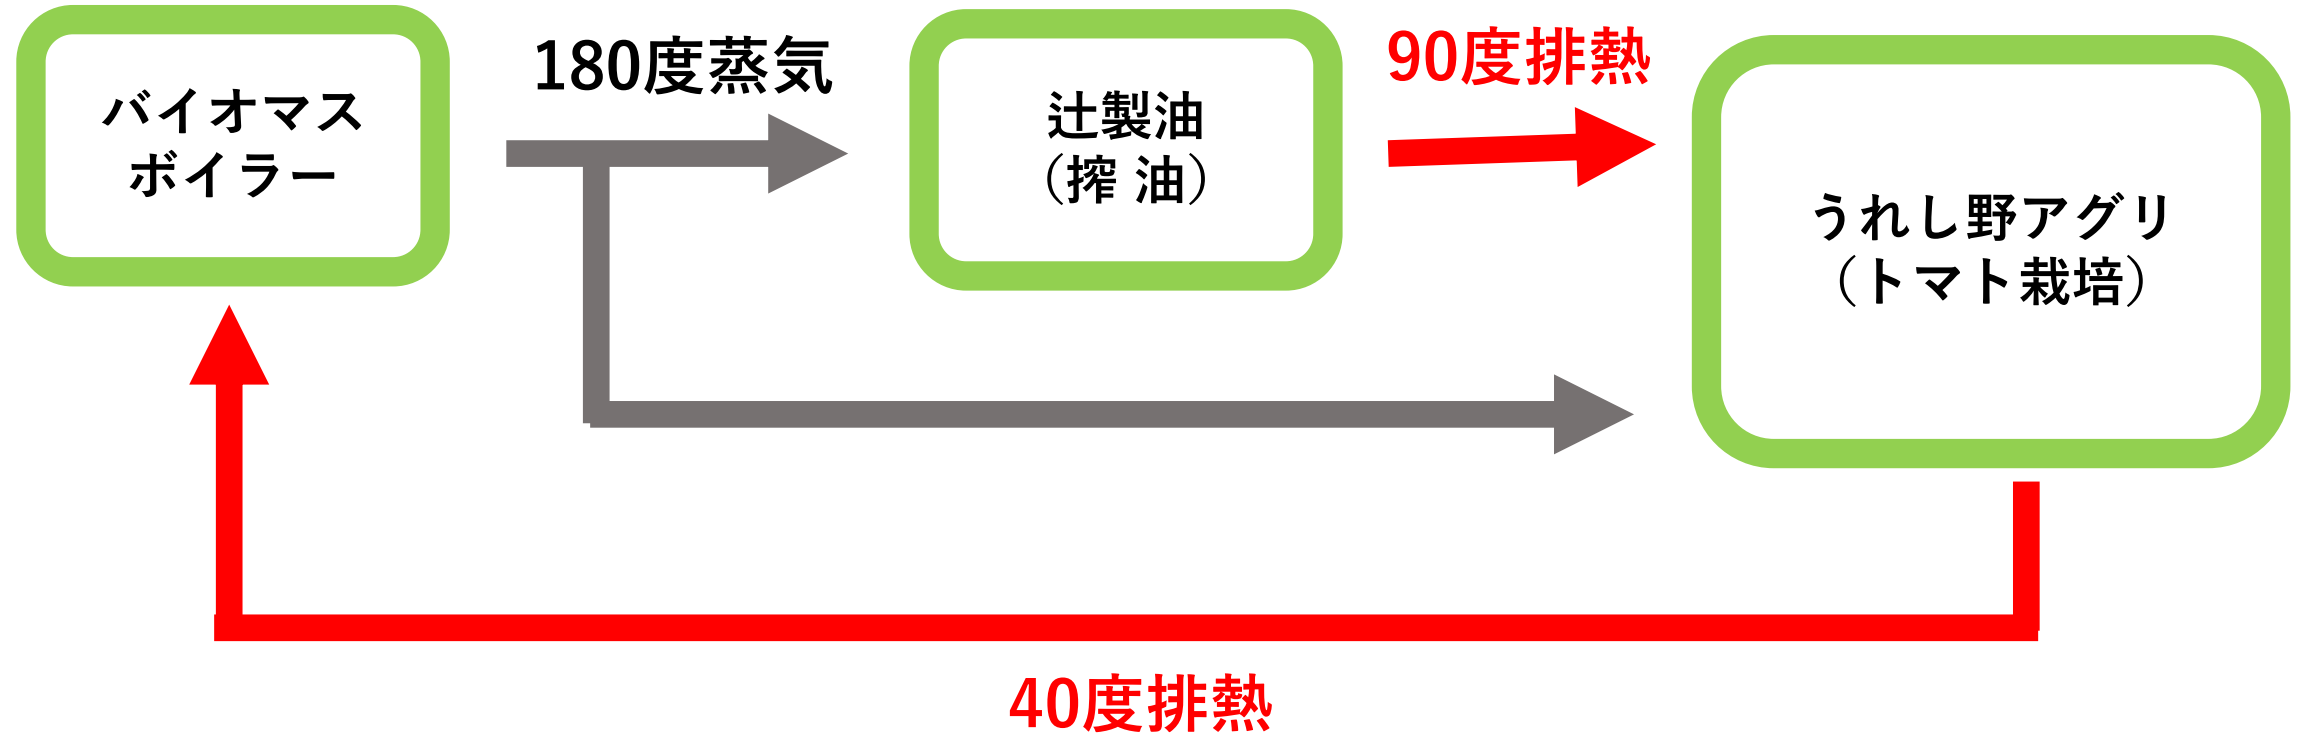 バイオマス
ボイラー
180度蒸気
辻製油
（搾 油）
90度排熱
うれし野アグリ
（トマト栽培）
40度排熱